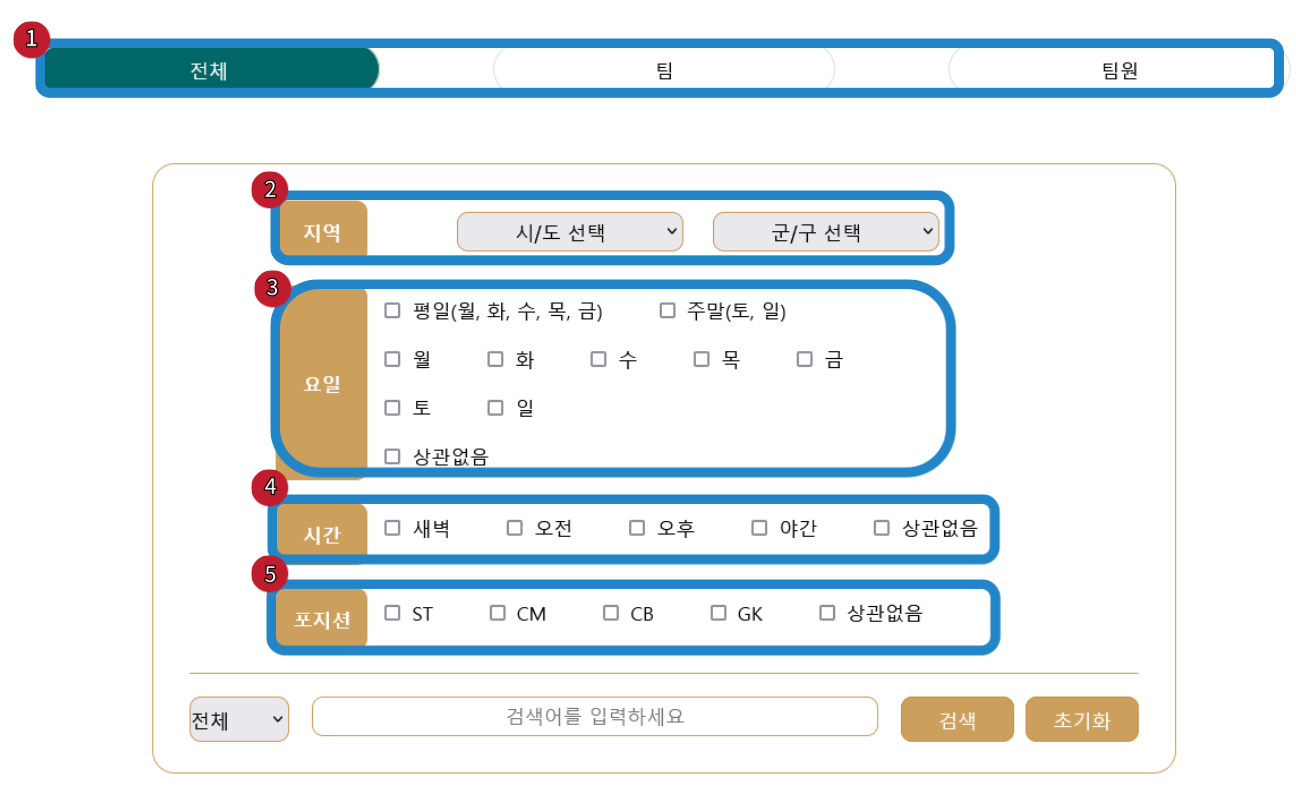 1
전체 팀 팀원
2
지역 시/도 선택 군/구 선택
3
평일(월, 화, 수, 목, 금) 주말(토, 일)
월 화 수 목 금
요일
토 일
상관없음
4
시간 새벽 오전 오후 야간 상관없음
5
포지션 ST CM CB GK 상관없음
전체 검색어를 입력하세요 검색 초기화